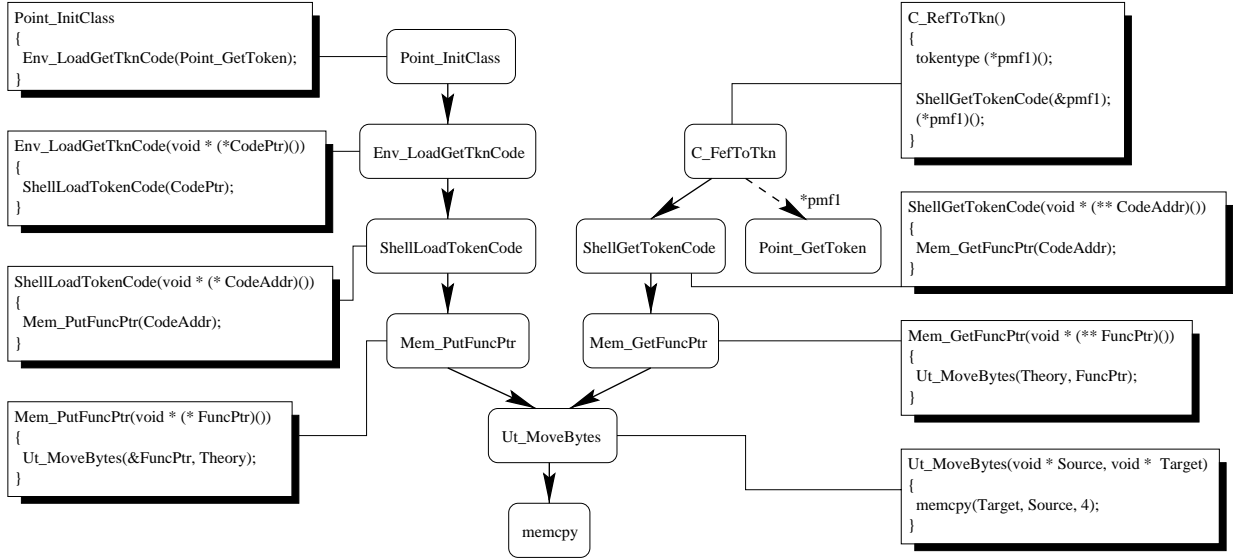 Point_InitClass
{
Env_LoadGetTknCode(Point_GetToken);
}
Env_LoadGetTknCode(void * (*CodePtr)())
{
ShellLoadTokenCode(CodePtr);
}
ShellLoadTokenCode(void * (* CodeAddr)())
{
Mem_PutFuncPtr(CodeAddr);
}
Mem_PutFuncPtr(void * (* FuncPtr)())
{
Ut_MoveBytes(&FuncPtr, Theory);
}
Point_InitClass
Env_LoadGetTknCode
ShellLoadTokenCode
Mem_PutFuncPtr
C_FefToTkn
*pmf1
ShellGetTokenCode
Point_GetToken
Mem_GetFuncPtr
Ut_MoveBytes
memcpy
C_RefToTkn()
{
tokentype (*pmf1)();
ShellGetTokenCode(&pmf1);
(*pmf1)();
}
ShellGetTokenCode(void * (** CodeAddr)())
{
Mem_GetFuncPtr(CodeAddr);
}
Mem_GetFuncPtr(void * (** FuncPtr)())
{
Ut_MoveBytes(Theory, FuncPtr);
}
Ut_MoveBytes(void * Source, void * Target)
{
memcpy(Target, Source, 4);
}